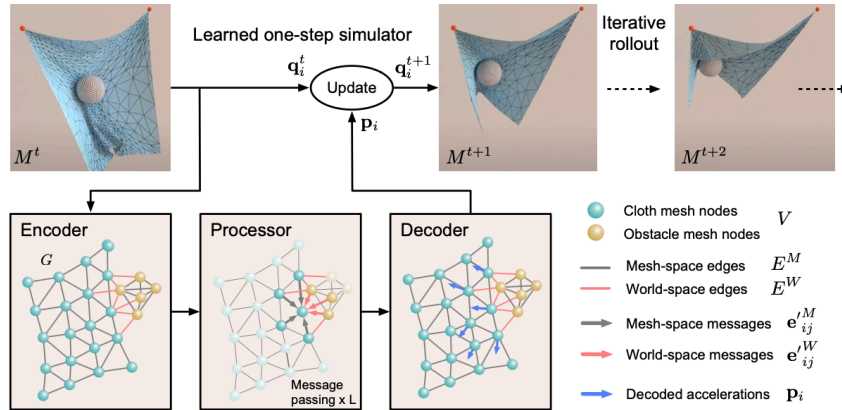 Learned one-step simulator
Iterative
rollout
q_i^t
Update
q_i^{t+1}
p_i
M^t
M^{t+1}
M^{t+2}
Encoder
G
Processor
Message
passing x L
Decoder
Cloth mesh nodes
V
Obstacle mesh nodes
Mesh-space edges E^M
World-space edges E^W
Mesh-space messages e'^M_{ij}
World-space messages e'^W_{ij}
Decoded accelerations p_i